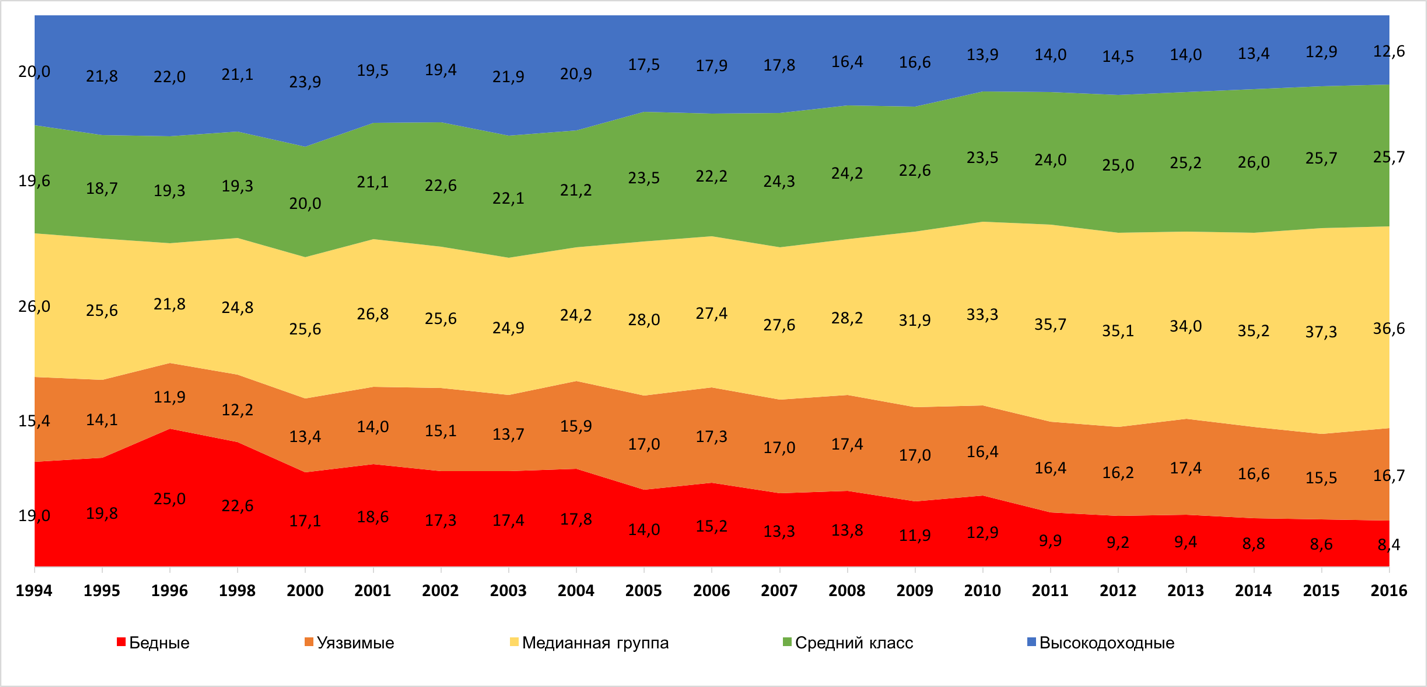 20,0 21,8 22,0 21,1 23,9 19,5 19,4 21,9 20,9 17,5 17,9 17,8 16,4 16,6 13,9 14,0 14,5 14,0 13,4 12,9 12,6
19,6 18,7 19,3 19,3 20,0 21,1 22,6 22,1 21,2 23,5 22,2 24,3 24,2 22,6 23,5 24,0 25,0 25,2 26,0 25,7 25,7
26,0 25,6 21,8 24,8 25,6 26,8 25,6 24,9 24,2 28,0 27,4 27,6 28,2 31,9 33,3 35,7 35,1 34,0 35,2 37,3 36,6
15,4 14,1 11,9 12,2 13,4 14,0 15,1 13,7 15,9 17,0 17,3 17,0 17,4 17,0 16,4 16,4 16,2 17,4 16,6 15,5 16,7
19,0 19,8 25,0 22,6 17,1 18,6 17,3 17,4 17,8 14,0 15,2 13,3 13,8 11,9 12,9 9,9 9,2 9,4 8,8 8,6 8,4
1994 1995 1996 1998 2000 2001 2002 2003 2004 2005 2006 2007 2008 2009 2010 2011 2012 2013 2014 2015 2016
Бедные Уязвимые Медианная группа Средний класс Высокодоходные